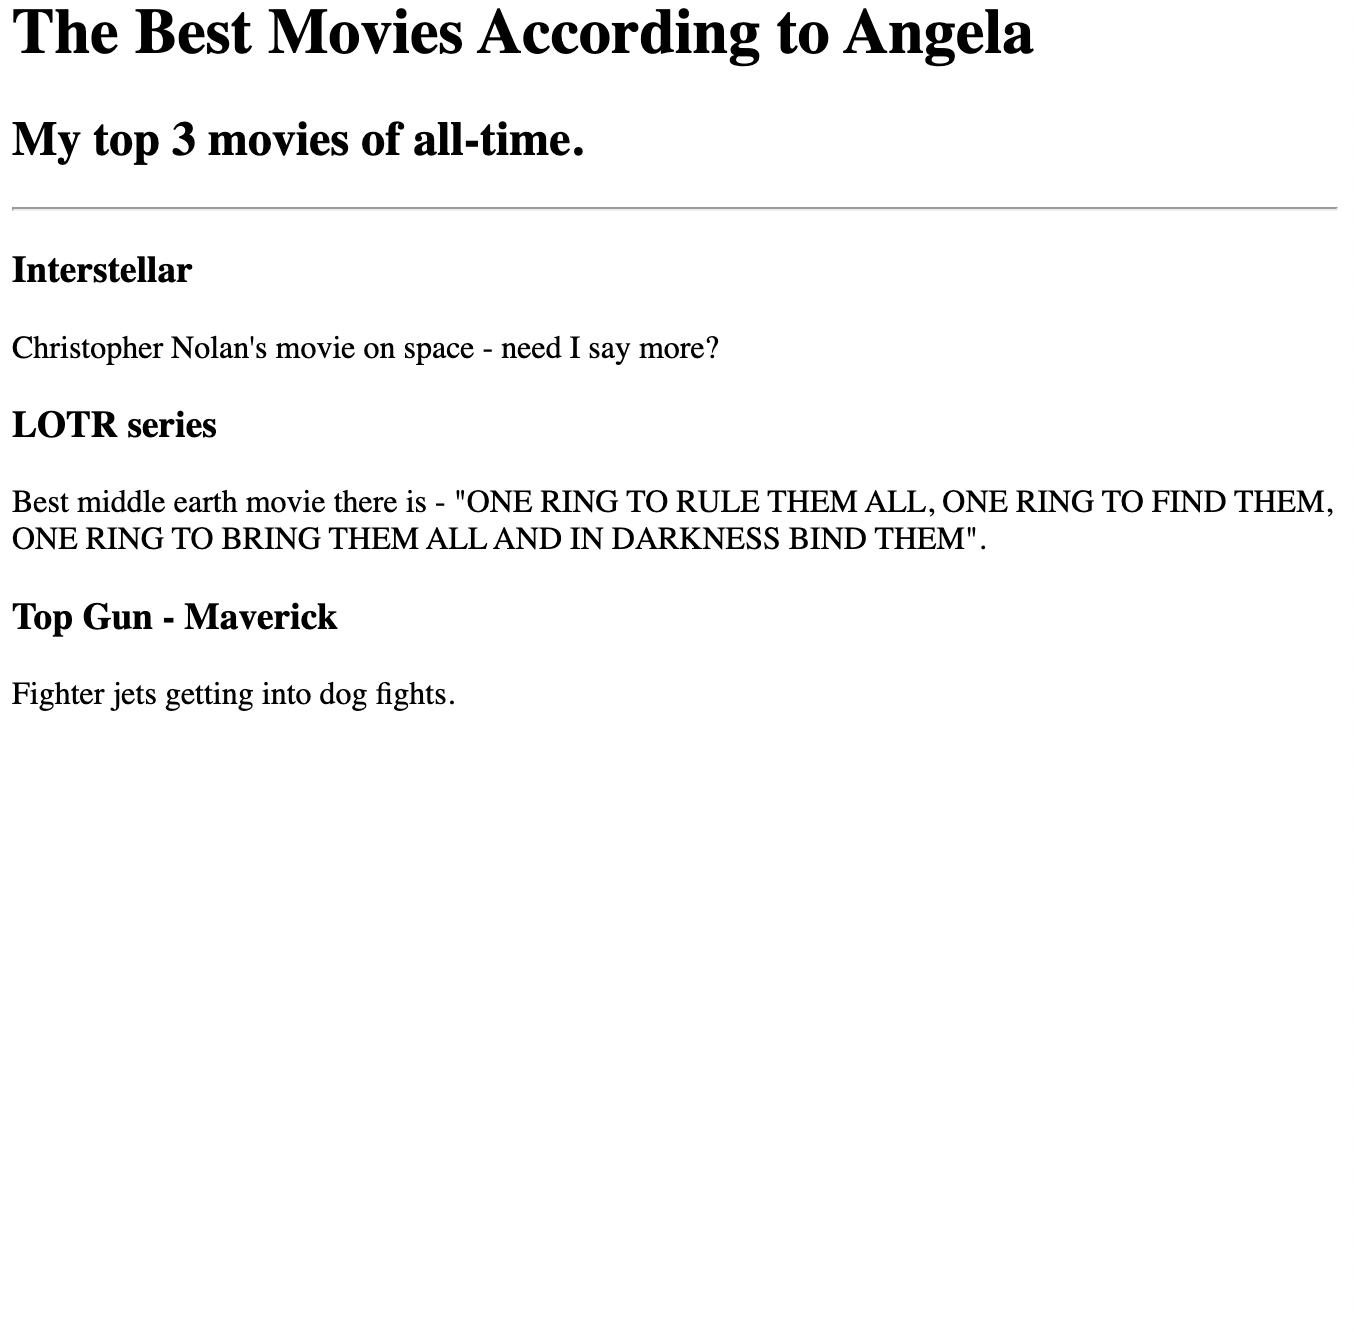 The Best Movies According to Angela
My top 3 movies of all-time.
Interstellar
Christopher Nolan's movie on space - need I say more?
LOTR series
Best middle earth movie there is - "ONE RING TO RULE THEM ALL, ONE RING TO FIND THEM,
ONE RING TO BRING THEM ALL AND IN DARKNESS BIND THEM".
Top Gun - Maverick
Fighter jets getting into dog fights.